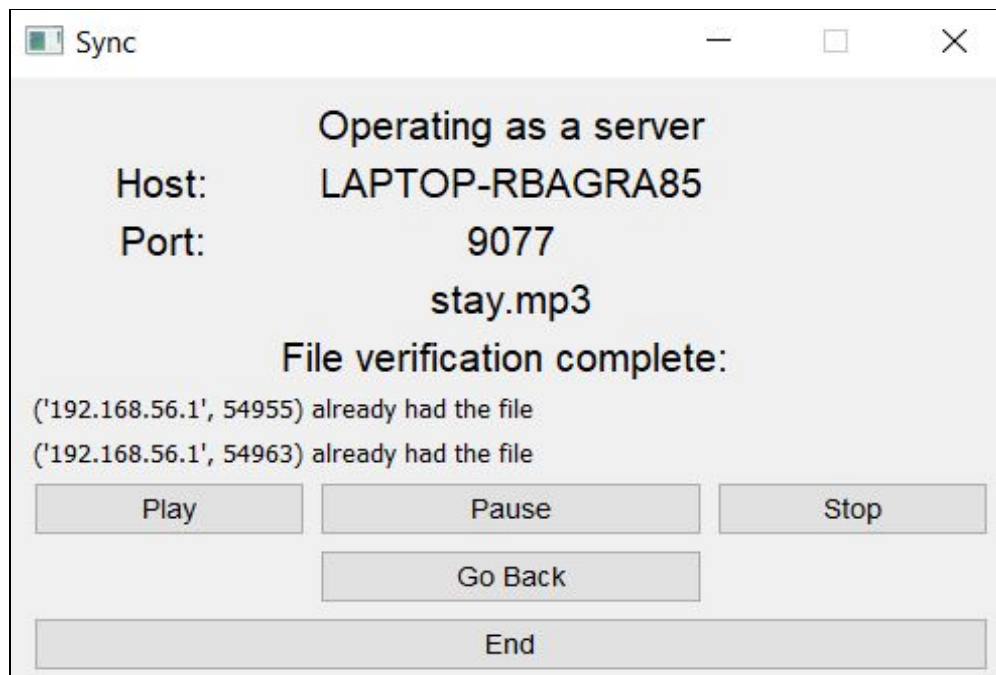 Sync
Operating as a server
Host: LAPTOP-RBAGRA85
Port: 9077
stay.mp3
File verification complete:
('192.168.56.1', 54955) already had the file
('192.168.56.1', 54963) already had the file
Play Pause Stop
Go Back
End